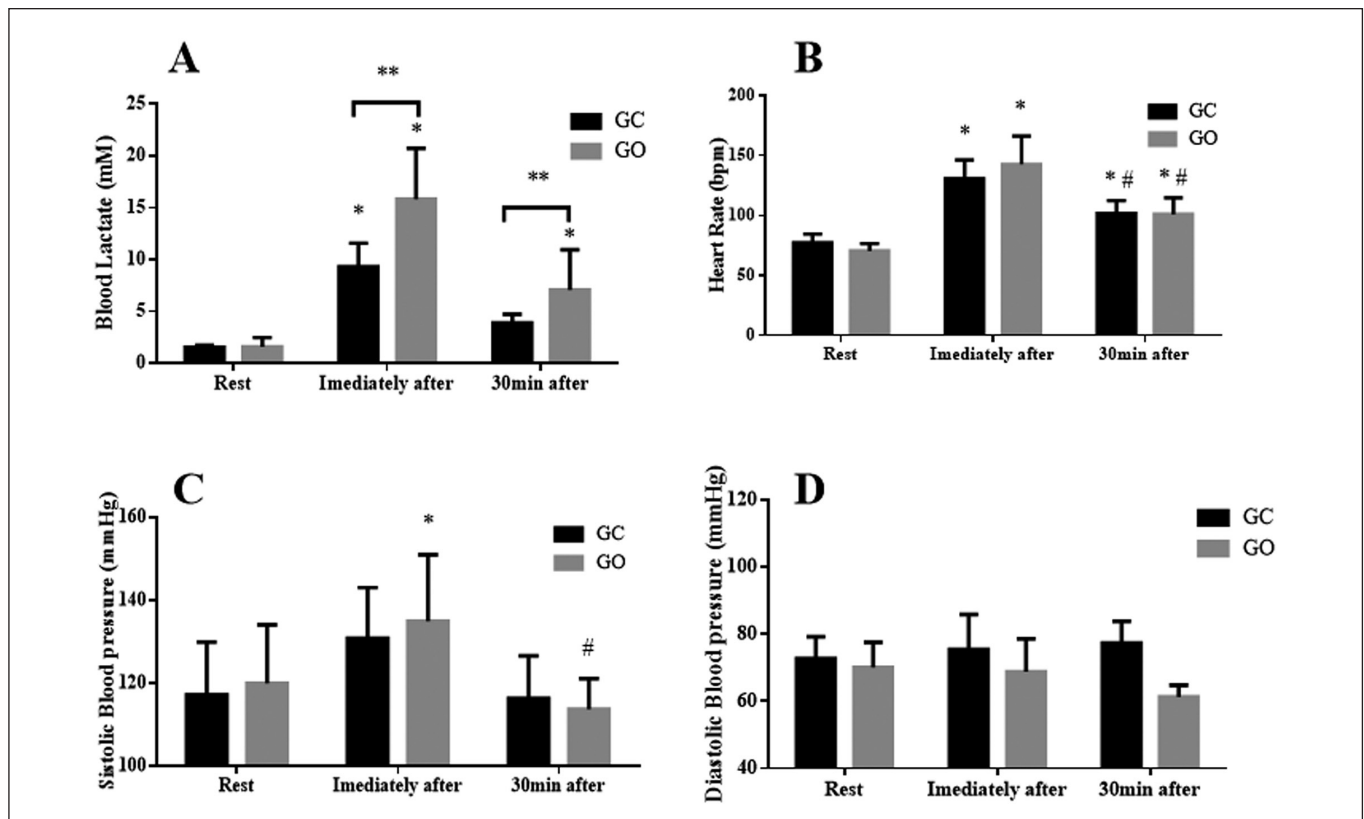 A
Blood Lactate (mM)
25
20
15
10
5
0
**
*
*
**
*
GC
GO
Rest
Imediately after
30min after
B
Heart Rate (bpm)
200
150
100
50
0
*
*
* #
* #
GC
GO
Rest
Imediately after
30min after
C
Sistolic Blood pressure (mmHg)
160
140
120
100
*
#
GC
GO
Rest
Imediately after
30min after
D
Diastolic Blood pressure (mmHg)
120
100
80
60
40
GC
GO
Rest
Imediately after
30min after